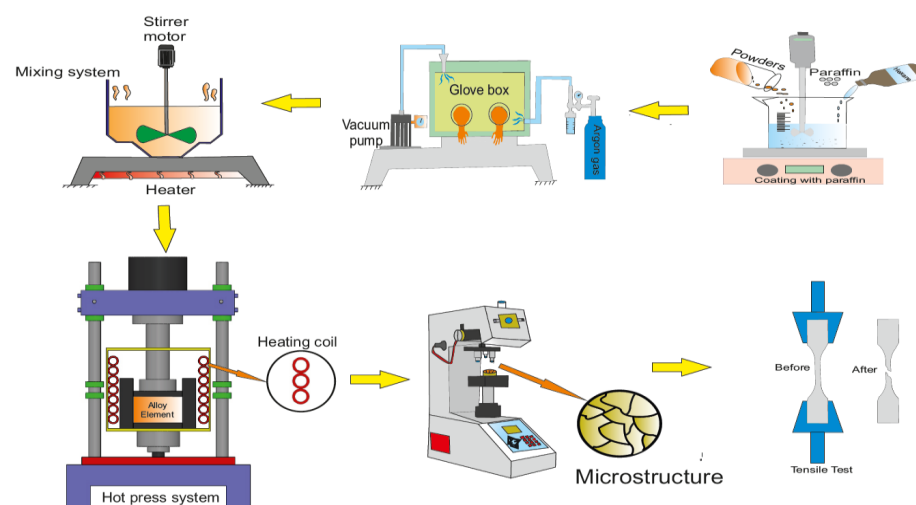 Stirrer
motor
Mixing system
Heater
Glove box
Vacuum
pump
Argon gas
Powders
Paraffin
Heptane
Coating with paraffin
Heating coil
Alloy
Element
Hot press system
Microstructure
Before
After
Tensile Test